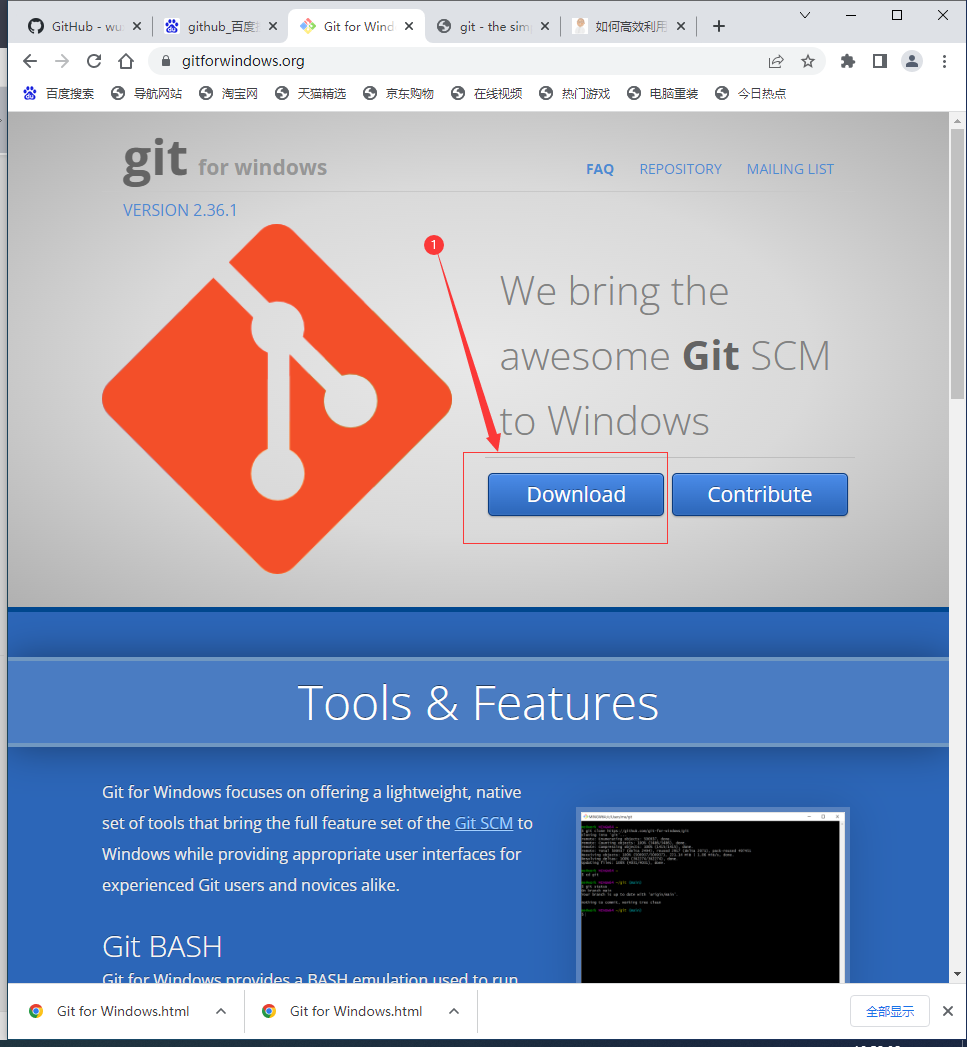 GitHub - wu
github_百度
Git for Wind
git - the sim
如何高效利用
gitforwindows.org
百度搜索 导航网站 淘宝网 天猫精选 京东购物 在线视频 热门游戏 电脑重装 今日热点
git for windows
FAQ REPOSITORY MAILING LIST
VERSION 2.36.1
1
We bring the
awesome Git SCM
to Windows
Download Contribute
Tools & Features
Git for Windows focuses on offering a lightweight, native
set of tools that bring the full feature set of the Git SCM to
Windows while providing appropriate user interfaces for
experienced Git users and novices alike.
Git BASH
Git for Windows provides a BASH emulation used to run
Git for Windows.html
Git for Windows.html
全部显示